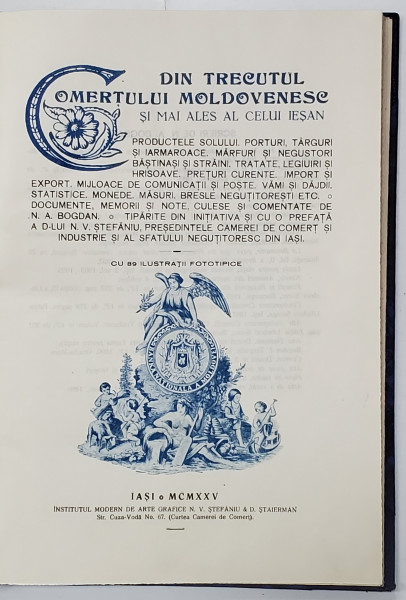 DIN TRECUTUL
COMERȚULUI MOLDOVENESC
ȘI MAI ALES AL CELUI IEȘAN
PRODUCTELE SOLULUI. PORTURI, TÂRGURI
ȘI IARMAROACE. MĂRFURI ȘI NEGUSTORI
BĂȘTINAȘI ȘI STRĂINI. TRATATE, LEGIUIRI ȘI
HRISOAVE. PREȚURI CURENTE. IMPORT ȘI
EXPORT. MIJLOACE DE COMUNICAȚII ȘI POȘTE. VĂMI ȘI DĂJDII.
STATISTICE. MONEDE. MĂSURI. BRESLE NEGUȚITOREȘTI ETC. o
DOCUMENTE, MEMORII ȘI NOTE, CULESE ȘI COMENTATE DE
N. A. BOGDAN. o TIPĂRITE DIN INIȚIATIVA ȘI CU O PREFAȚĂ
A D-LUI N. V. ȘTEFĂNIU, PREȘEDINTELE CAMEREI DE COMERȚ ȘI
INDUSTRIE ȘI AL SFATULUI NEGUȚITORESC DIN IAȘI.
CU 89 ILUSTRAȚII FOTOTIPICE
IAȘI o MCMXXV
INSTITUTUL MODERN DE ARTE GRAFICE N. V. ȘTEFĂNIU & D. STAIERMAN
Str. Cuza-Vodă No. 67. (Curtea Camerei de Comerț).